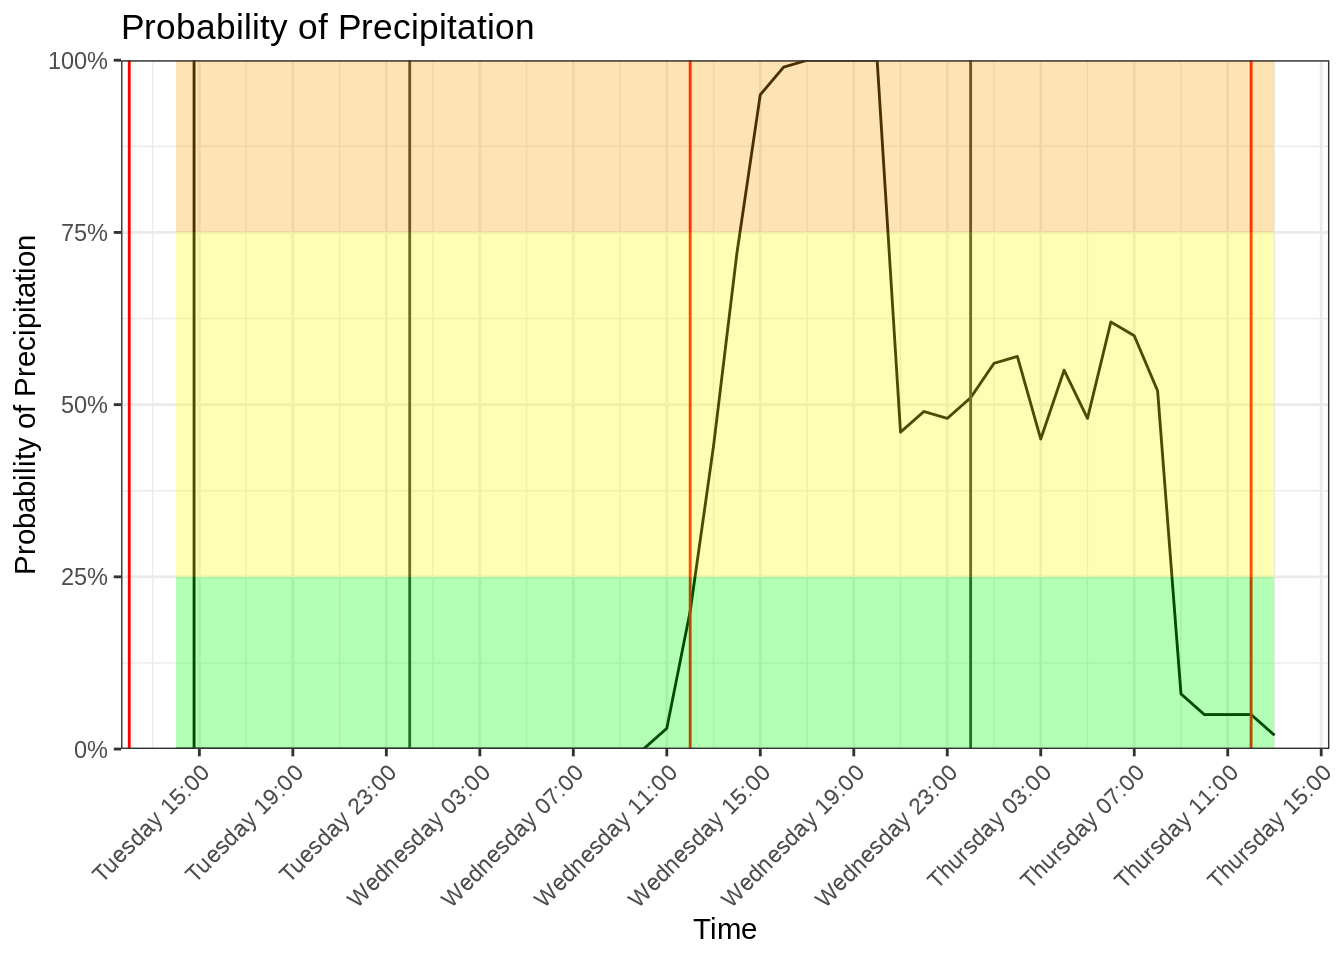 Probability of Precipitation
Probability of Precipitation
100%
75%
50%
25%
0%
Tuesday 15:00
Tuesday 19:00
Tuesday 23:00
Wednesday 03:00
Wednesday 07:00
Wednesday 11:00
Wednesday 15:00
Wednesday 19:00
Wednesday 23:00
Thursday 03:00
Thursday 07:00
Thursday 11:00
Thursday 15:00
Time